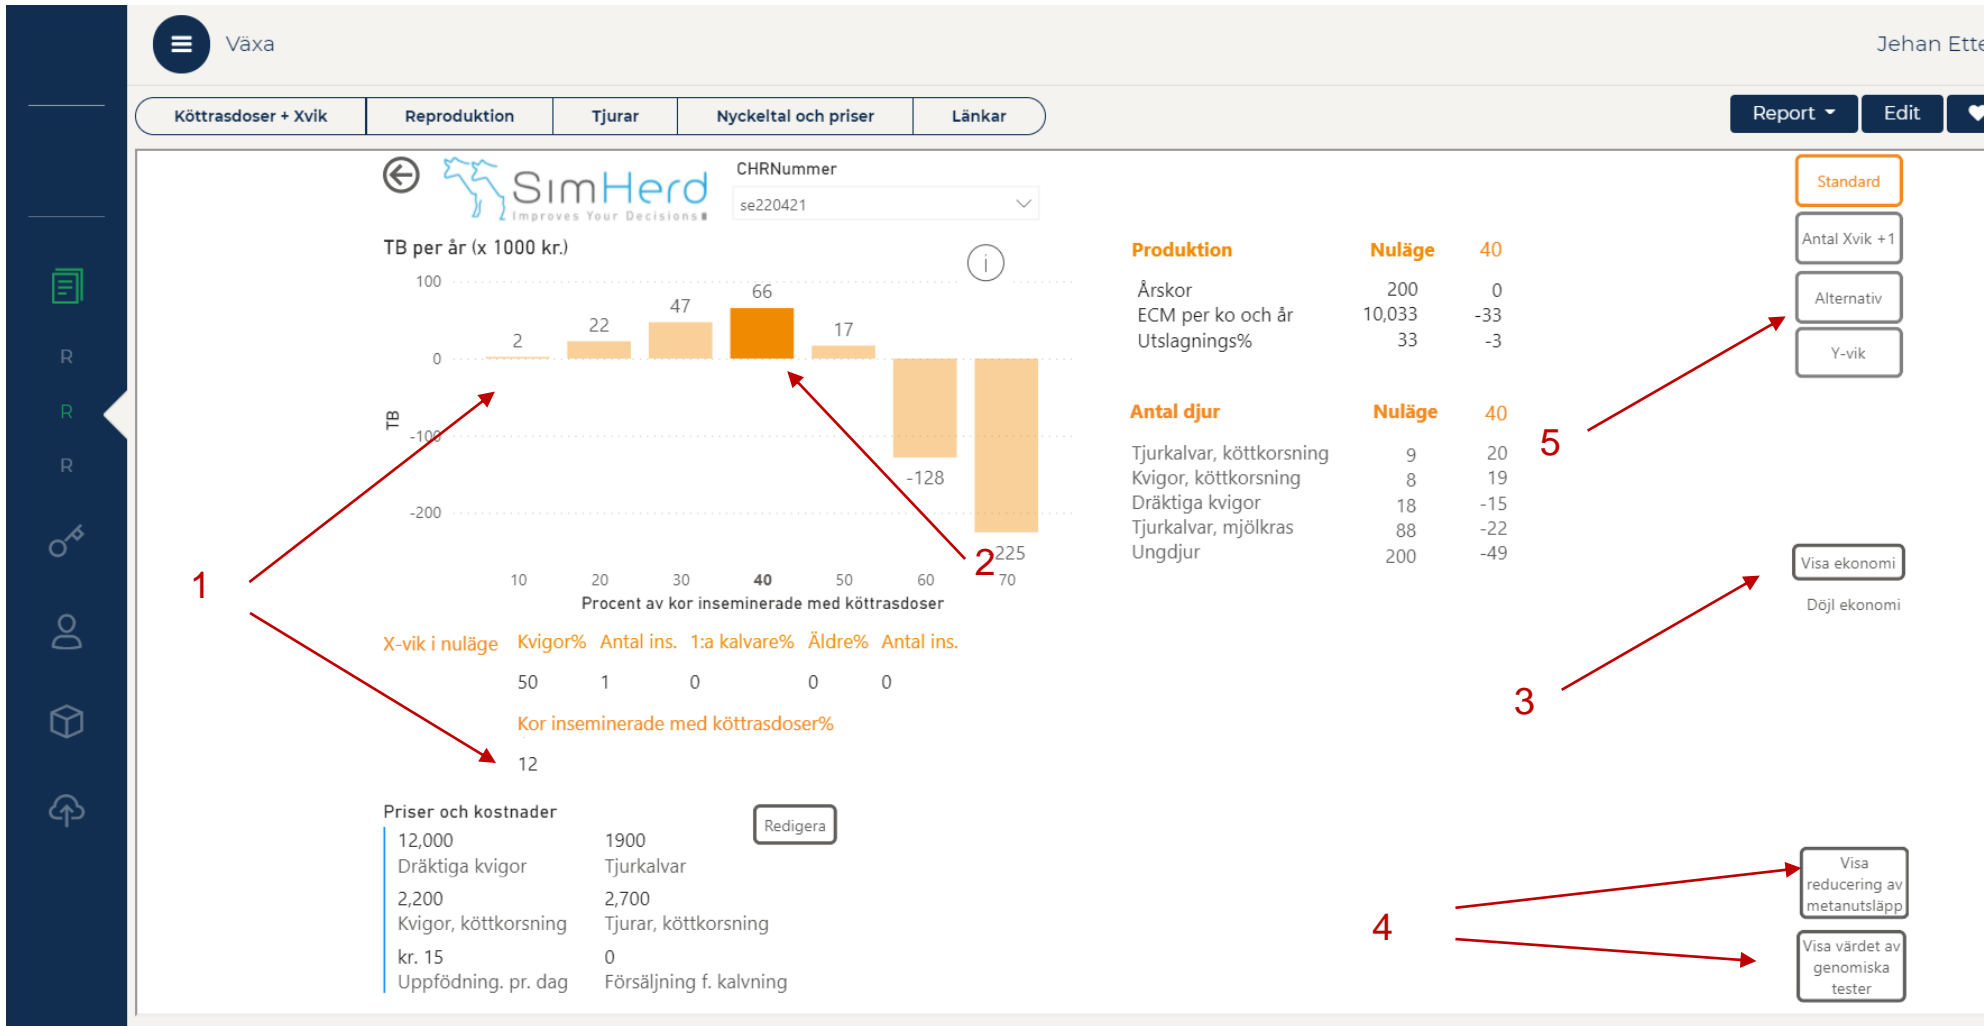 Växa
Jehan Ette
Köttrasdoser + Xvik
Reproduktion
Tjurar
Nyckeltal och priser
Länkar
Report
Edit
SimHerd
Improves Your Decisions
CHRNummer
se220421
Standard
Antal Xvik +1
Alternativ
Y-vik
TB per år (x 1000 kr.)
i
100
0
-100
-200
TB
2
22
47
66
17
-128
-225
10 20 30 40 50 60 70
Procent av kor inseminerade med köttrasdoser
Produktion Nuläge 40
Årskor 200 0
ECM per ko och år 10,033 -33
Utslagnings% 33 -3
Antal djur Nuläge 40
Tjurkalvar, köttkorsning 9 20
Kvigor, köttkorsning 8 19
Dräktiga kvigor 18 -15
Tjurkalvar, mjölkras 88 -22
Ungdjur 200 -49
R
R
R
1
2
3
4
5
Visa ekonomi
Döjl ekonomi
X-vik i nuläge Kvigor% Antal ins. 1:a kalvare% Äldre% Antal ins.
50 1 0 0 0
Kor inseminerade med köttrasdoser%
12
Priser och kostnader
Redigera
12,000 1900
Dräktiga kvigor Tjurkalvar
2,200 2,700
Kvigor, köttkorsning Tjurar, köttkorsning
kr. 15 0
Uppfödning. pr. dag Försäljning f. kalvning
Visa
reducering av
metanutsläpp
Visa värdet av
genomiska
tester